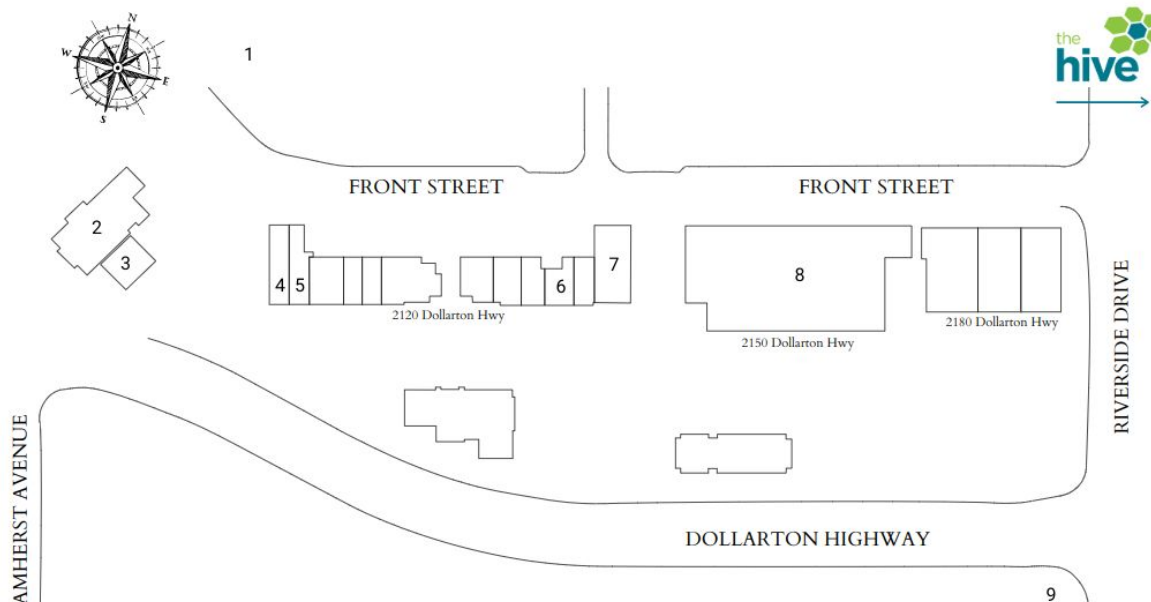 N
W
E
S
1
the
hive
FRONT STREET
FRONT STREET
2
3
4
5
6
7
8
2120 Dollarton Hwy
2150 Dollarton Hwy
2180 Dollarton Hwy
RIVERSIDE DRIVE
AMHERST AVENUE
DOLLARTON HIGHWAY
9